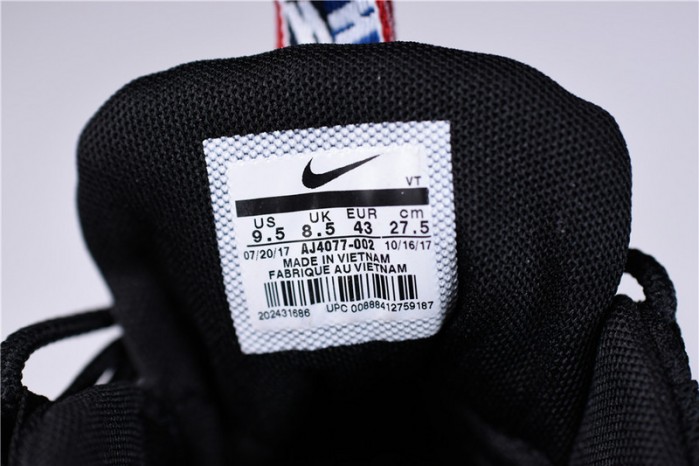 VT
US UK EUR cm
9.5 8.5 43 27.5
07/20/17 AJ4077-002 10/16/17
MADE IN VIETNAM
FABRIQUE AU VIETNAM
202431686 UPC 00888412759187